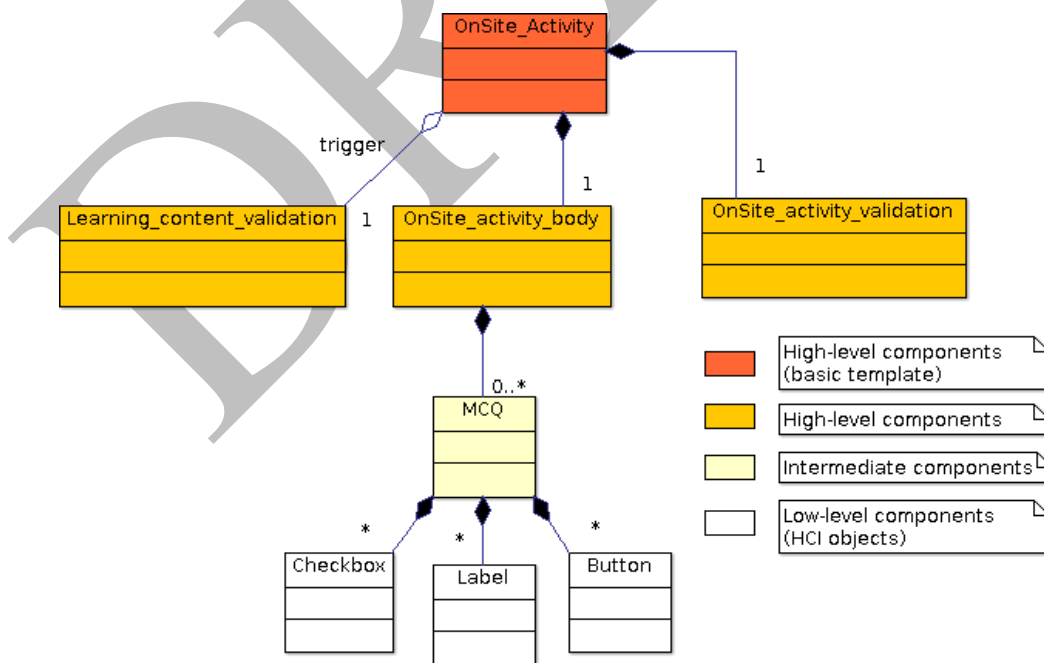 OnSite_Activity
trigger
1
1
1
Learning_content_validation
OnSite_activity_body
OnSite_activity_validation
0..*
MCQ
*
*
*
Checkbox
Label
Button
High-level components
(basic template)
High-level components
Intermediate components
Low-level components
(HCI objects)